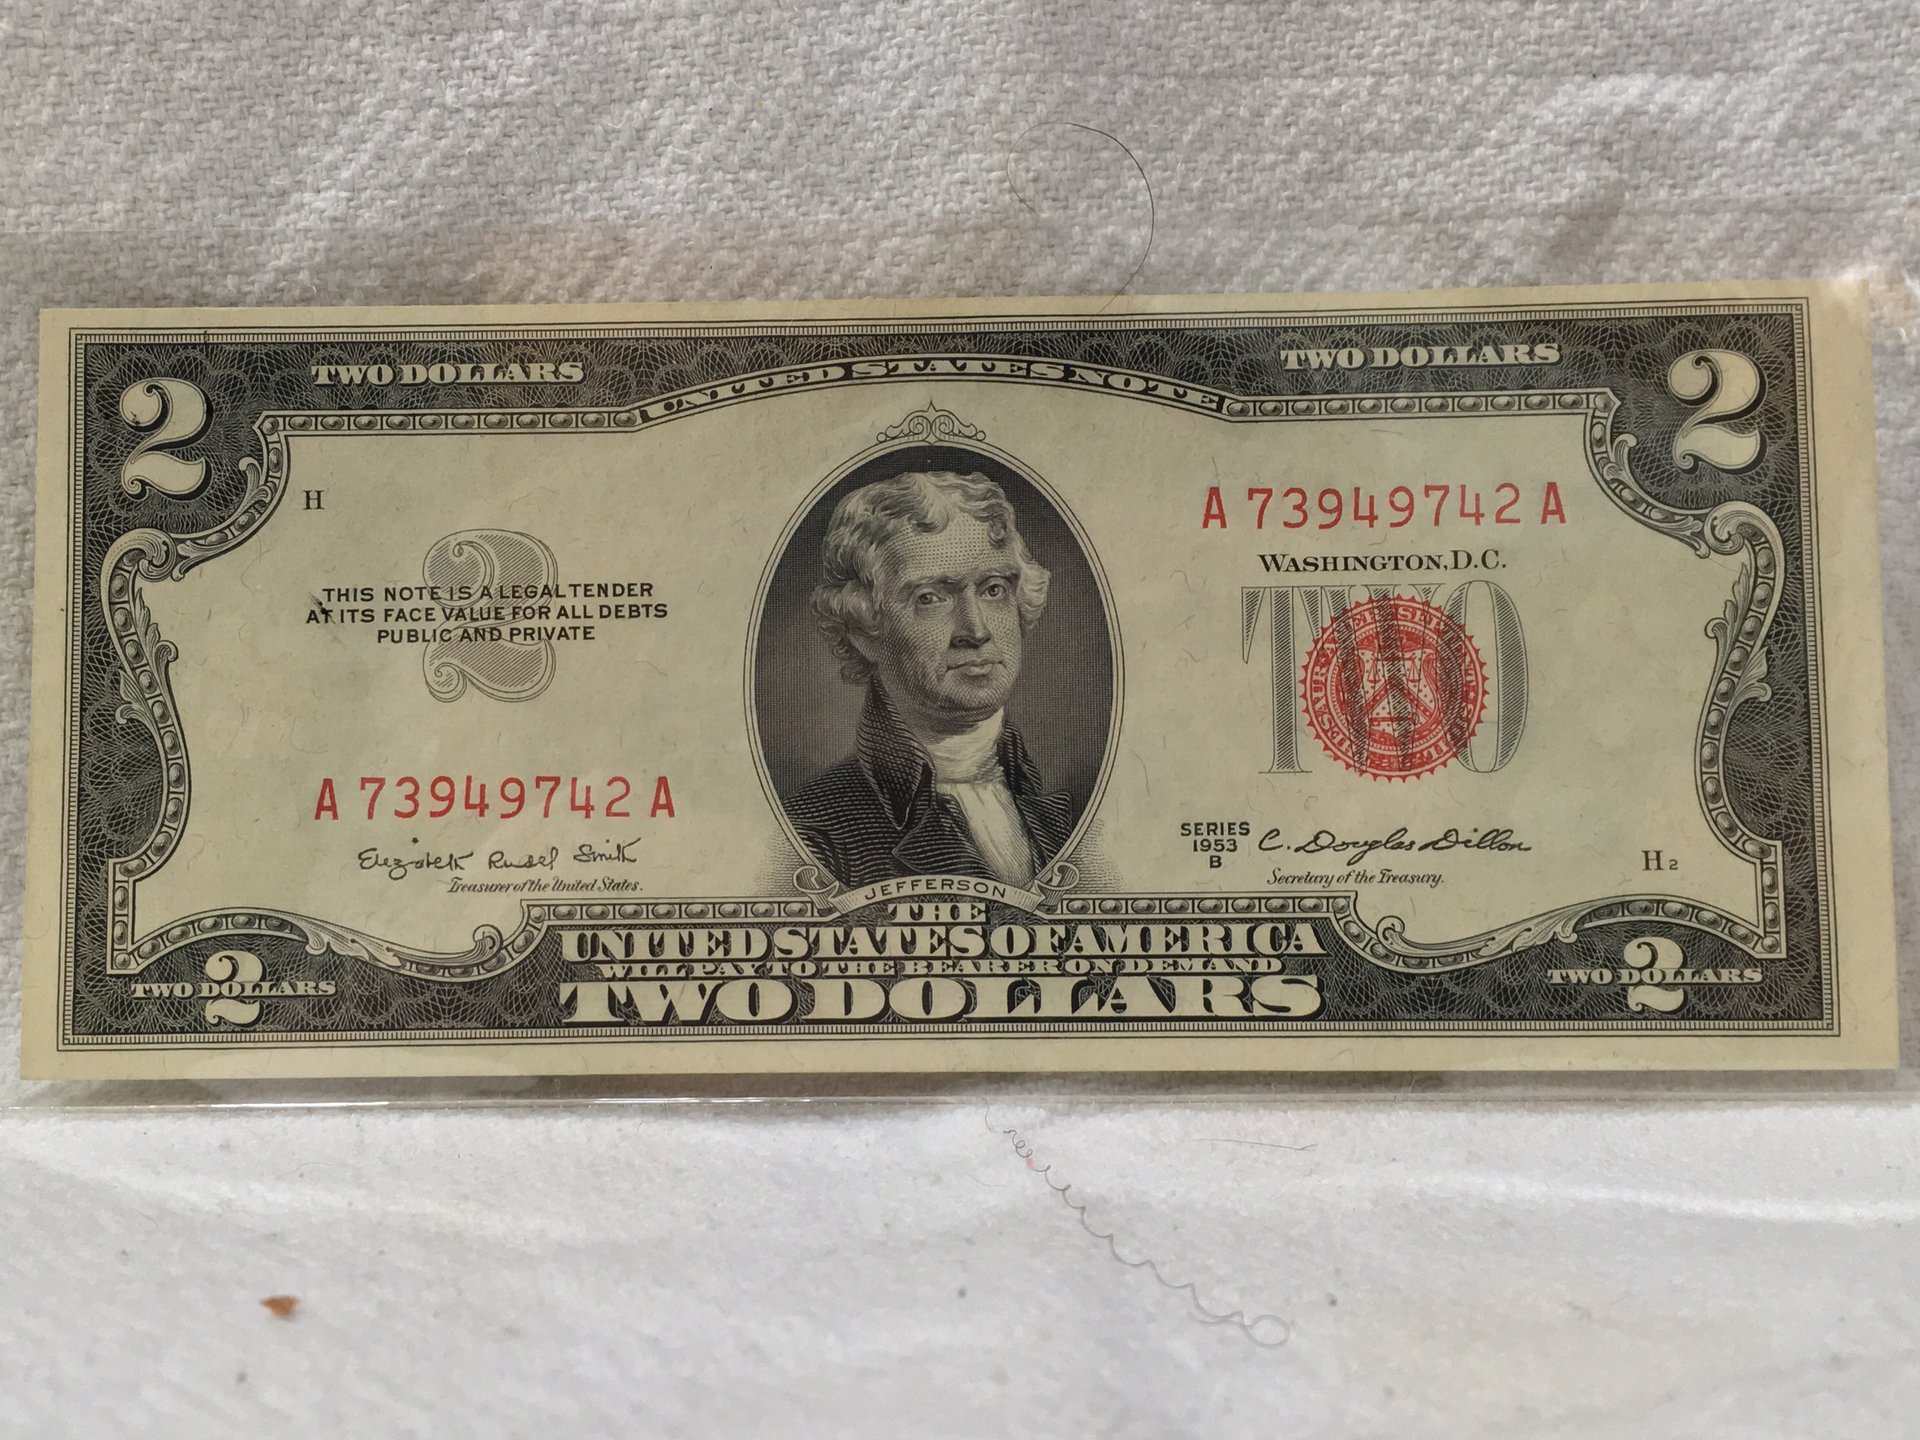 TWO DOLLARS
UNITED STATES NOTE
TWO DOLLARS
2
2
H
A 73949742 A
WASHINGTON, D.C.
2
THIS NOTE IS A LEGAL TENDER
AT ITS FACE VALUE FOR ALL DEBTS
PUBLIC AND PRIVATE
TWO
A 73949742 A
Elizabeth Rudel Smith
Treasurer of the United States.
SERIES
1953
B
C. Douglas Dillon
Secretary of the Treasury.
H 2
JEFFERSON
THE
UNITED STATES OF AMERICA
WILL PAY TO THE BEARER ON DEMAND
TWO DOLLARS
TWO DOLLARS
2
TWO DOLLARS
2